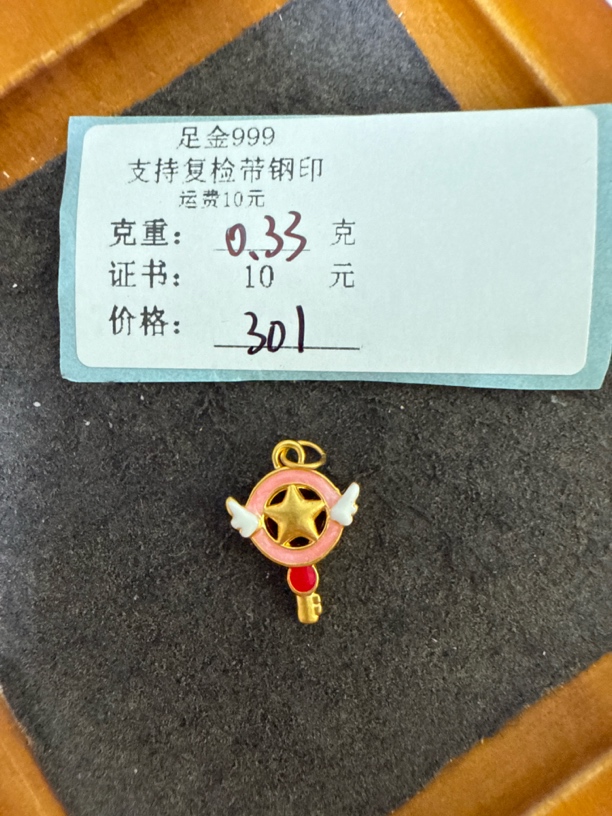 足金999
支持复检带钢印
运费10元
克重： 0.33 克
证书： 10 元
价格： 301